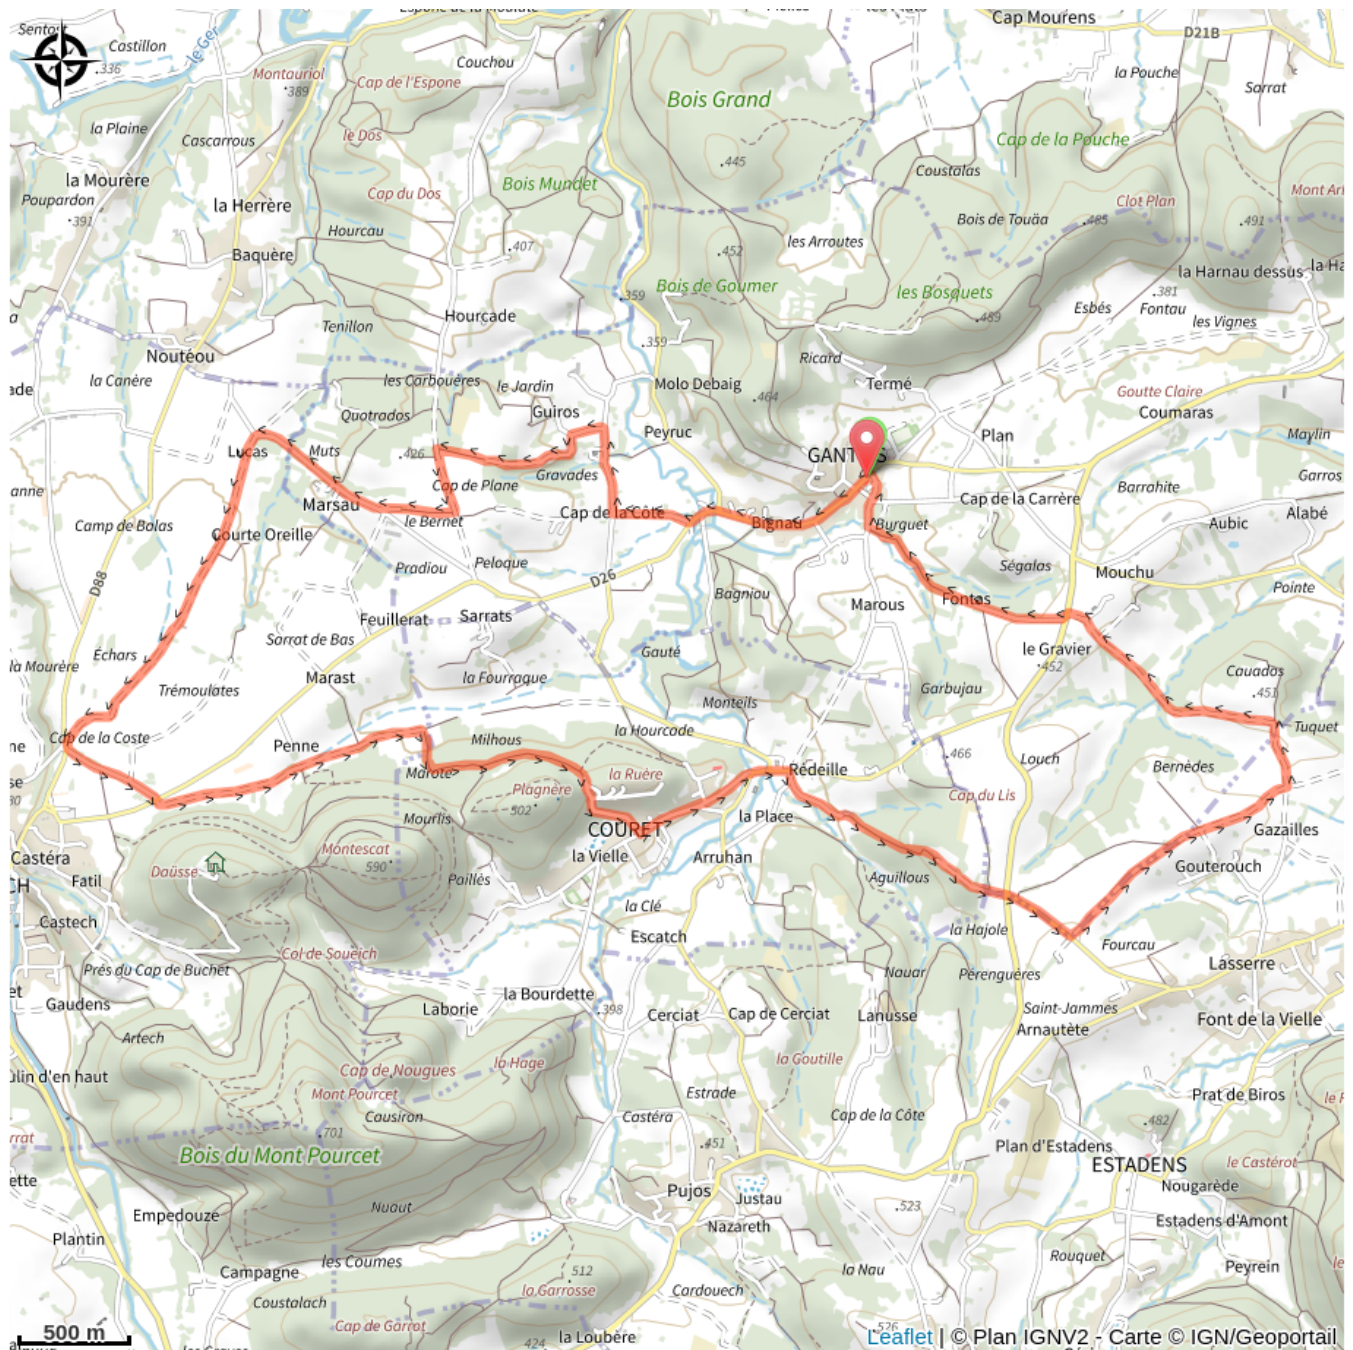 Cap Mourens
D21B
Castillon
le Ger
336
Couchou
la Pouche
Montauriol
389
Cap de l'Espone
Sarrat
Bois Grand
la Plaine
Cascarrous
le Dos
Cap de la Pouche
445
Coustalas
la Mourère
Cap du Dos
Bois Mundet
Poupardon
391
la Herrère
Clot Plan
Bois de Touäa
485
491
Hourcau
407
les Arroutes
452
Baquère
la Harnau dessus
Bois de Goumer
les Bosquets
359
381
Esbés
Fontau
Tenillon
Hourcade
489
les Vignes
359
Noutéou
Ricard
la Canère
les Carbouères
le Jardin
Molo Debaig
Termé
Goutte Claire
464
Quotrados
Guiros
Coumaras
Peyruc
Plan
Maylin
Lucas
Muts
426
Gravades
Garros
Cap de Plane
Barrahite
Marsau
Cap de la Côte
Cap de la Carrère
le Bernet
Bignau
Burguet
Aubic
Alabé
Camp de Balas
Courte Oreille
Pradiou
Peloque
Ségalas
Mouchu
D88
D26
Bagniou
Fontas
Pointe
Marous
Feuillerat
Sarrats
Sarrat de Bas
Gauté
le Gravier
452
la Mourère
Échars
Marast
la Fourraque
Cauados
451
Trémoulates
Garbujau
Monteils
Tuquet
Cap de la Coste
Penne
Milhous
la Hourcade
466
Louch
Bernèdes
Marote
la Ruère
Rédeille
Plagnère
502
Cap du Lis
Mourlis
COURET
la Place
Gazailles
Castéra
Montescat
590
la Vielle
Arruhan
Gouterouch
Daüsse
Fatil
Paillés
Aguillous
la Clé
Castech
Escatch
la Hajole
Fourcau
Col de Soueich
Lasserre
Prés du Cap de Buchet
Nauar
Pérenguères
Gaudens
Laborie
la Bourdette
398
Cerciat
Cap de Cerciat
Lanusse
Saint-Jammes
Arnautète
Font de la Vielle
Artech
la Hage
la Goutille
Cap de Nougues
Mont Pourcet
Estrade
Prat de Biros
Causiron
Castéra
Cap de la Côte
701
451
482
Bois du Mont Pourcet
Plan d'Estadens
ESTADENS
le Castérot
Pujos
Justau
Nougarède
Nuaut
523
Empedouze
Nazareth
Estadens d'Amont
Plantin
Rouquet
Peyrein
les Coumes
Campagne
512
la Nau
Coustalach
la Garrosse
Cardouech
Cap de Garrot
526
424
la Loubère
500 m
Leaflet | © Plan IGNV2 - Carte © IGN/Geoportail